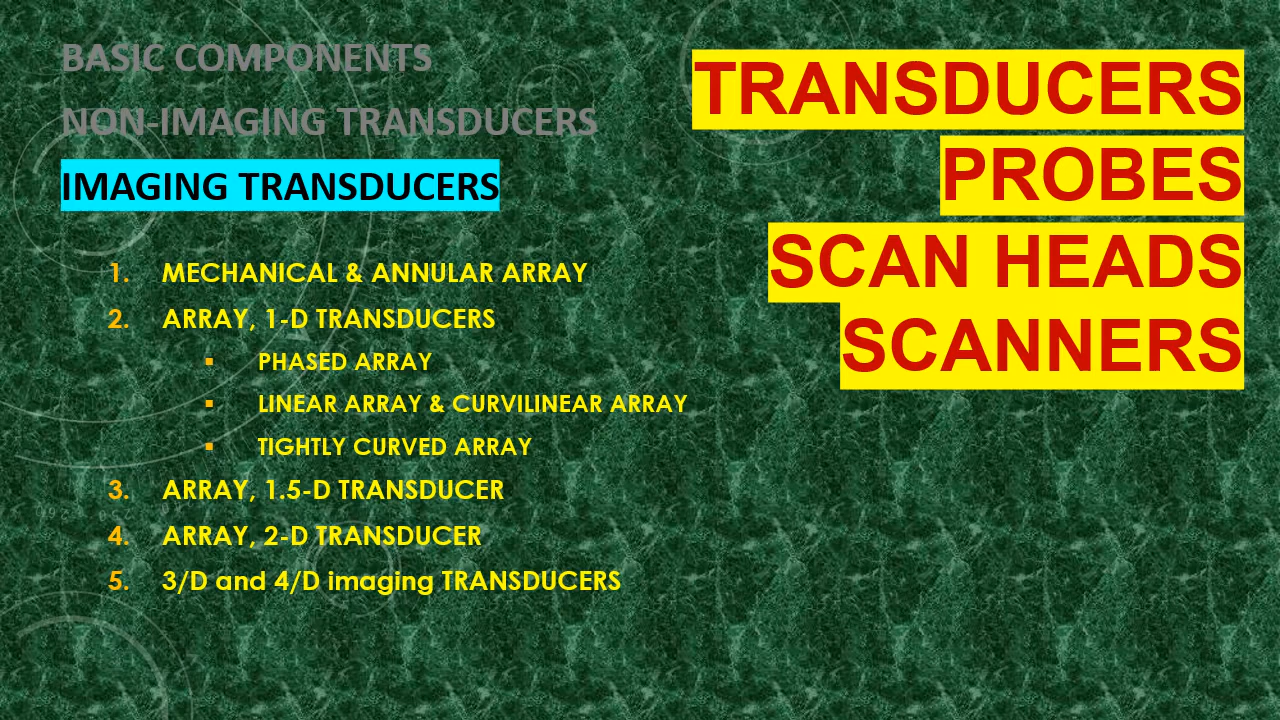 BASIC COMPONENTS
NON-IMAGING TRANSDUCERS
IMAGING TRANSDUCERS
1. MECHANICAL & ANNULAR ARRAY
2. ARRAY, 1-D TRANSDUCERS
▪ PHASED ARRAY
▪ LINEAR ARRAY & CURVILINEAR ARRAY
▪ TIGHTLY CURVED ARRAY
3. ARRAY, 1.5-D TRANSDUCER
4. ARRAY, 2-D TRANSDUCER
5. 3/D and 4/D imaging TRANSDUCERS
TRANSDUCERS
PROBES
SCAN HEADS
SCANNERS